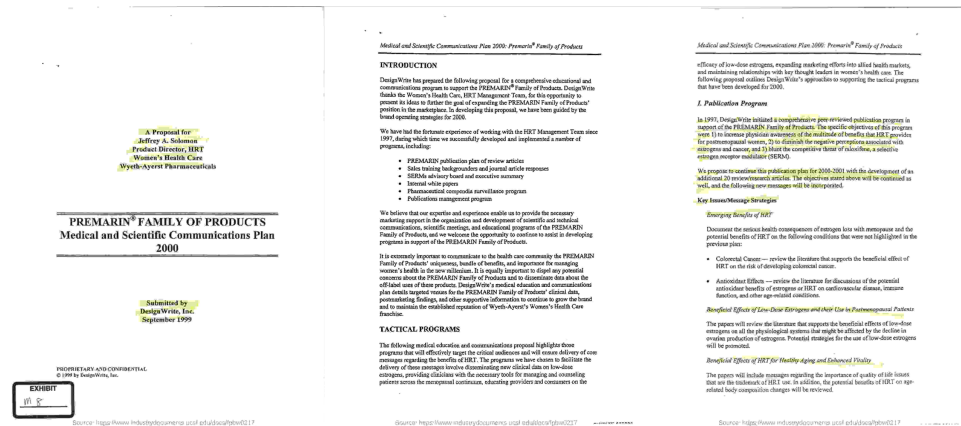 A Proposal for
Jeffrey A. Solomon
Product Director, HRT
Women's Health Care
Wyeth-Ayerst Pharmaceuticals
PREMARIN® FAMILY OF PRODUCTS
Medical and Scientific Communications Plan
2000
Submitted by
DesignWrite, Inc.
September 1999
PROPRIETARY AND CONFIDENTIAL
© 1999 by DesignWrite, Inc.
EXHIBIT
M 8
Source: https://www.industrydocuments.ucsf.edu/docs/fpbw0217
Medical and Scientific Communications Plan 2000: Premarin® Family of Products
INTRODUCTION
DesignWrite has prepared the following proposal for a comprehensive educational and
communications program to support the PREMARIN® Family of Products. DesignWrite
thanks the Women's Health Care, HRT Management Team, for this opportunity to
present its ideas to further the goal of expanding the PREMARIN Family of Products'
position in the marketplace. In developing this proposal, we have been guided by the
brand operating strategies for 2000.
We have had the fortunate experience of working with the HRT Management Team since
1997, during which time we successfully developed and implemented a number of
programs, including:
• PREMARIN publication plan of review articles
• Sales training backgrounders and journal article responses
• SERMs advisory board and executive summary
• Internal white papers
• Pharmaceutical compendia surveillance program
• Publications management program
We believe that our expertise and experience enable us to provide the necessary
marketing support in the organization and development of scientific and technical
communications, scientific meetings, and educational programs of the PREMARIN
Family of Products, and we welcome the opportunity to continue to assist in developing
programs in support of the PREMARIN Family of Products.
It is extremely important to communicate to the health care community the PREMARIN
Family of Products' uniqueness, bundle of benefits, and importance for managing
women's health in the new millenium. It is equally important to dispel any potential
concerns about the PREMARIN Family of Products and to disseminate data about the
off-label uses of these products. DesignWrite's medical education and communications
plan details targeted venues for the PREMARIN Family of Products' clinical data,
postmarketing findings, and other supportive information to continue to grow the brand
and to maintain the established reputation of Wyeth-Ayerst's Women's Health Care
franchise.
TACTICAL PROGRAMS
The following medical education and communications proposal highlights those
programs that will effectively target the critical audiences and will ensure delivery of core
messages regarding the benefits of HRT. The programs we have chosen to facilitate the
delivery of these messages involve disseminating new clinical data on low-dose
estrogens, providing clinicians with the necessary tools for managing and counseling
patients across the menopausal continuum, educating providers and consumers on the
Source: https://www.industrydocuments.ucsf.edu/docs/fpbw0217
Medical and Scientific Communications Plan 2000: Premarin® Family of Products
efficacy of low-dose estrogens, expanding marketing efforts into allied health markets,
and maintaining relationships with key thought leaders in women's health care. The
following proposal outlines DesignWrite's approaches to supporting the tactical programs
that have been developed for 2000.
I. Publication Program
In 1997, DesignWrite initiated a comprehensive peer-reviewed publication program in
support of the PREMARIN Family of Products. The specific objectives of this program
were 1) to increase physician awareness of the multitude of benefits that HRT provides
for postmenopausal women, 2) to diminish the negative perceptions associated with
estrogens and cancer, and 3) blunt the competitive threat of raloxifene, a selective
estrogen receptor modulator (SERM).
We propose to continue this publication plan for 2000-2001 with the development of an
additional 20 review/research articles. The objectives stated above will be continued as
well, and the following new messages will be incorporated.
Key Issues/Message Strategies
Emerging Benefits of HRT
Document the serious health consequences of estrogen loss with menopause and the
potential benefits of HRT on the following conditions that were not highlighted in the
previous plan:
• Colorectal Cancer — review the literature that supports the beneficial effect of
HRT on the risk of developing colorectal cancer.
• Antioxidant Effects — review the literature for discussions of the potential
antioxidant benefits of estrogens or HRT on cardiovascular disease, immune
function, and other age-related conditions.
Beneficial Effects of Low-Dose Estrogens and their Use in Postmenopausal Patients
The papers will review the literature that supports the beneficial effects of low-dose
estrogens on all the physiological systems that might be affected by the decline in
ovarian production of estrogens. Potential strategies for the use of low-dose estrogens
will be promoted.
Beneficial Effects of HRT for Healthy Aging and Enhanced Vitality
The papers will include messages regarding the importance of quality of life issues
that are the trademark of HRT use. In addition, the potential benefits of HRT on age-
related body composition changes will be reviewed.
Source: https://www.industrydocuments.ucsf.edu/docs/fpbw0217